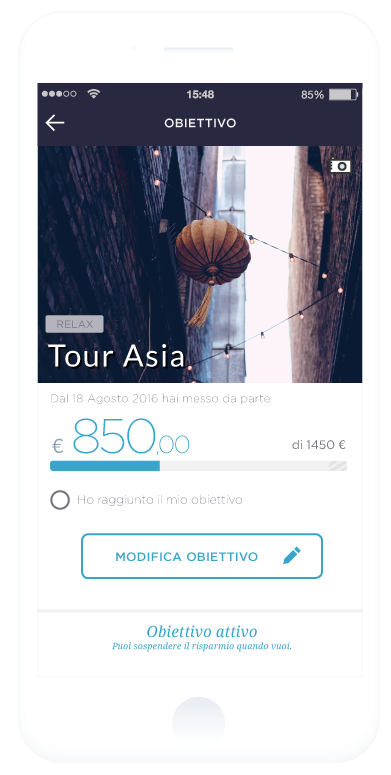 15:48
85%
OBIETTIVO
RELAX
Tour Asia
Dal 18 Agosto 2016 hai messo da parte
€ 850,00
di 1450 €
Ho raggiunto il mio obiettivo
MODIFICA OBIETTIVO
Obiettivo attivo
Puoi sospendere il risparmio quando vuoi.